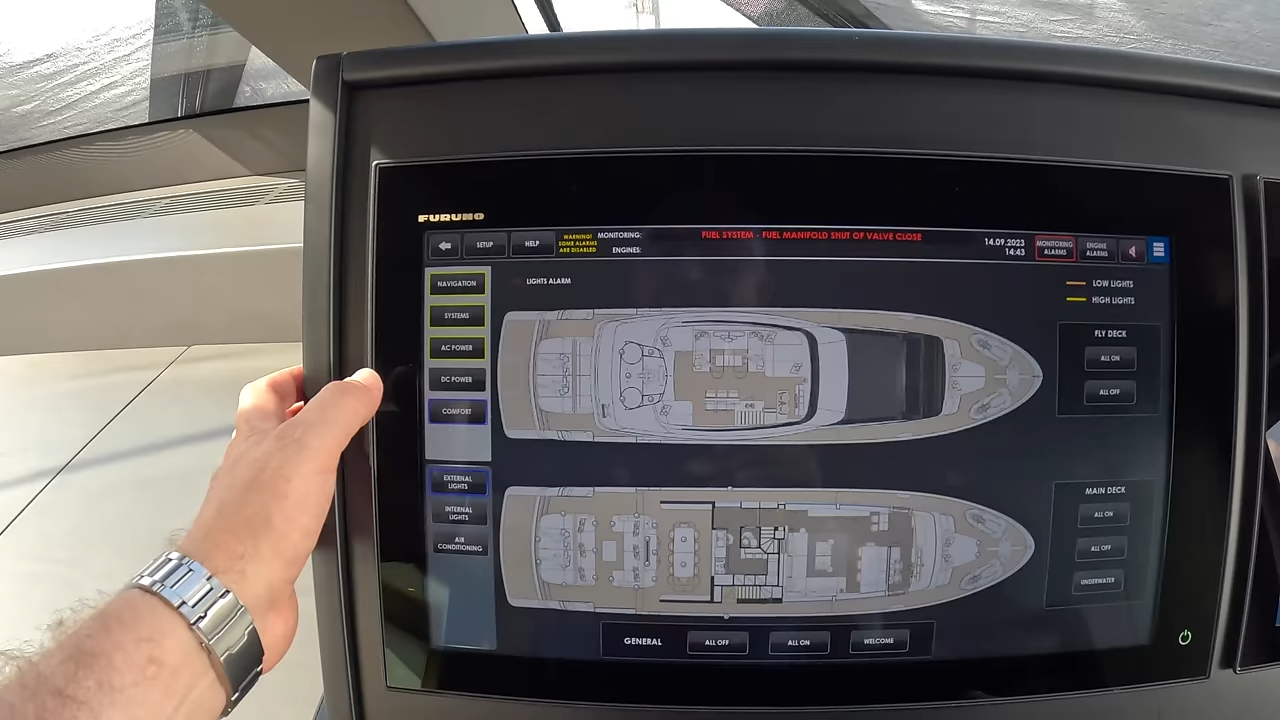 FURUNO
SETUP
HELP
WARNING!
SOME ALARMS
ARE DISABLED
MONITORING:
ENGINES:
FUEL SYSTEM - FUEL MANIFOLD SHUT OF VALVE CLOSE
14.09.2023
14:43
MONITORING
ALARMS
ENGINE
ALARMS
NAVIGATION
SYSTEMS
AC POWER
DC POWER
COMFORT
EXTERNAL
LIGHTS
INTERNAL
LIGHTS
AIR
CONDITIONING
LIGHTS ALARM
LOW LIGHTS
HIGH LIGHTS
FLY DECK
ALL ON
ALL OFF
MAIN DECK
ALL ON
ALL OFF
UNDERWATER
GENERAL
ALL OFF
ALL ON
WELCOME